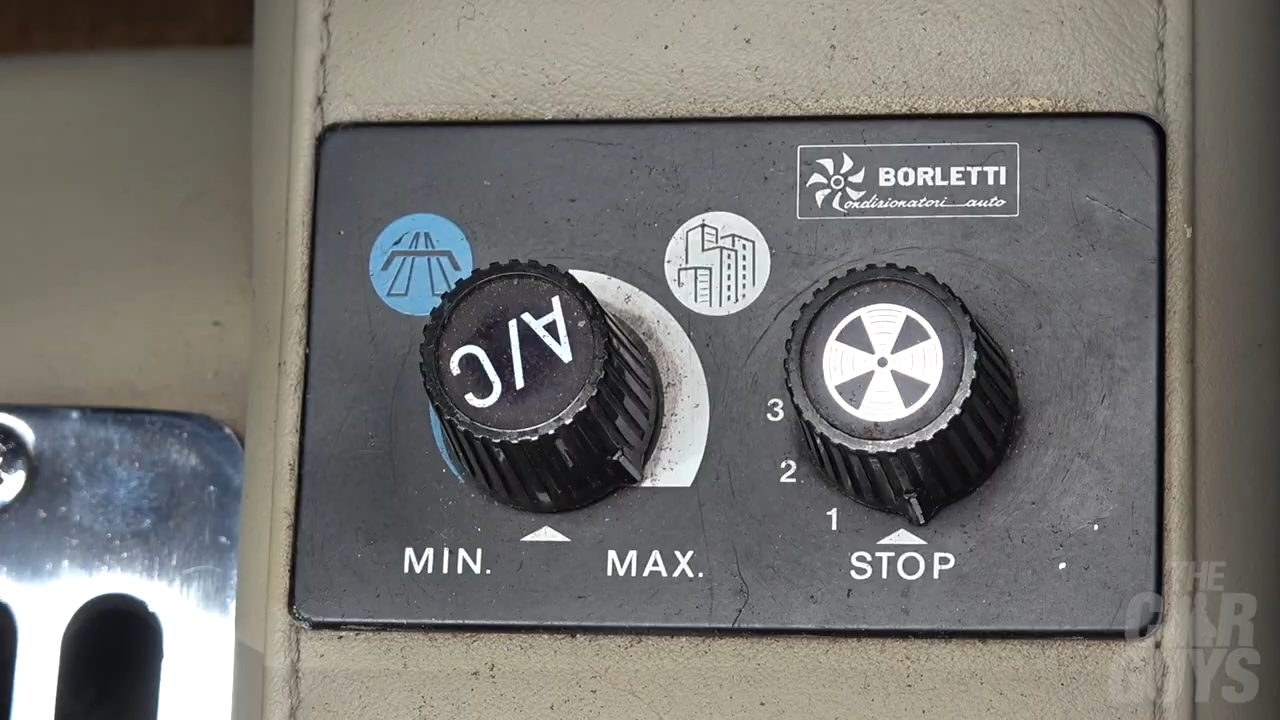 BORLETTI
Condizionatori auto
A/C
3
2
1
MIN.
MAX.
STOP
THE
CAR
GUYS